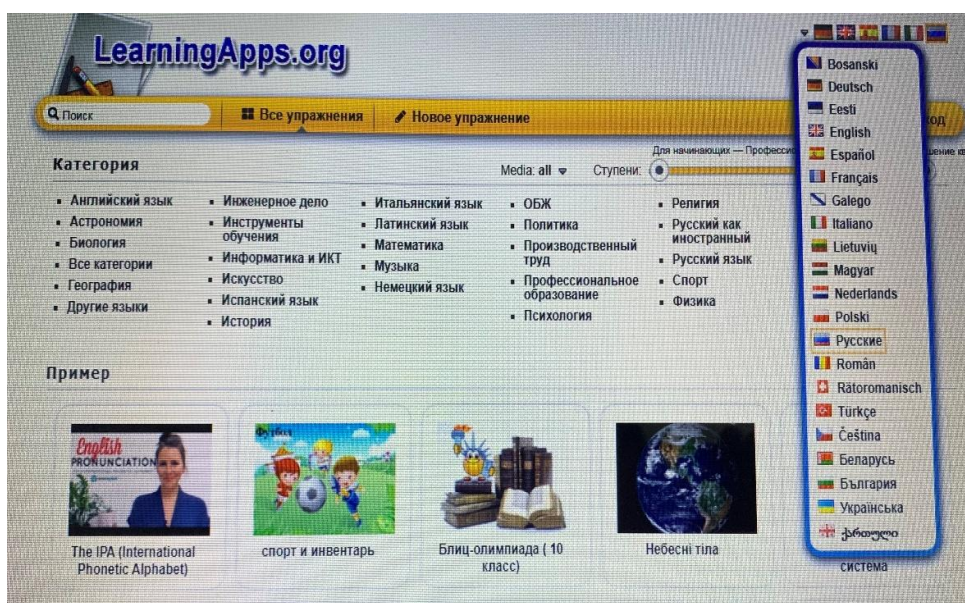 LearningApps.org
Поиск
Все упражнения
Новое упражнение
Категория
Media: all
Ступени:
Для начинающих —
Английский язык
Астрономия
Биология
Все категории
География
Другие языки
Инженерное дело
Инструменты
обучения
Информатика и ИКТ
Искусство
Испанский язык
История
Итальянский язык
Латинский язык
Математика
Музыка
Немецкий язык
ОБЖ
Политика
Производственный
труд
Профессиональное
образование
Психология
Религия
Русский как
иностранный
Русский язык
Спорт
Физика
Bosanski
Deutsch
Eesti
English
Español
Français
Galego
Italiano
Lietuvių
Magyar
Nederlands
Polski
Русские
Român
Rätoromanisch
Türkçe
Čeština
Беларусь
България
Українська
ქართული
Пример
English
PRONUNCIATION
The IPA (International
Phonetic Alphabet)
Футбол
спорт и инвентарь
Блиц-олимпиада ( 10
класс)
Небесні тіла
система